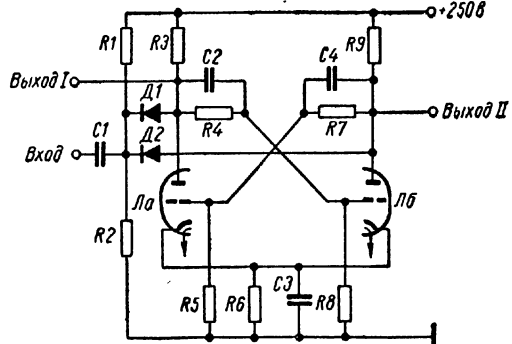 +250в
R1
R3
C2
C4
R9
Выход I
Д1
R4
R7
Выход II
C1
Д2
Вход
Ла
Лб
R2
R5
R6
C3
R8